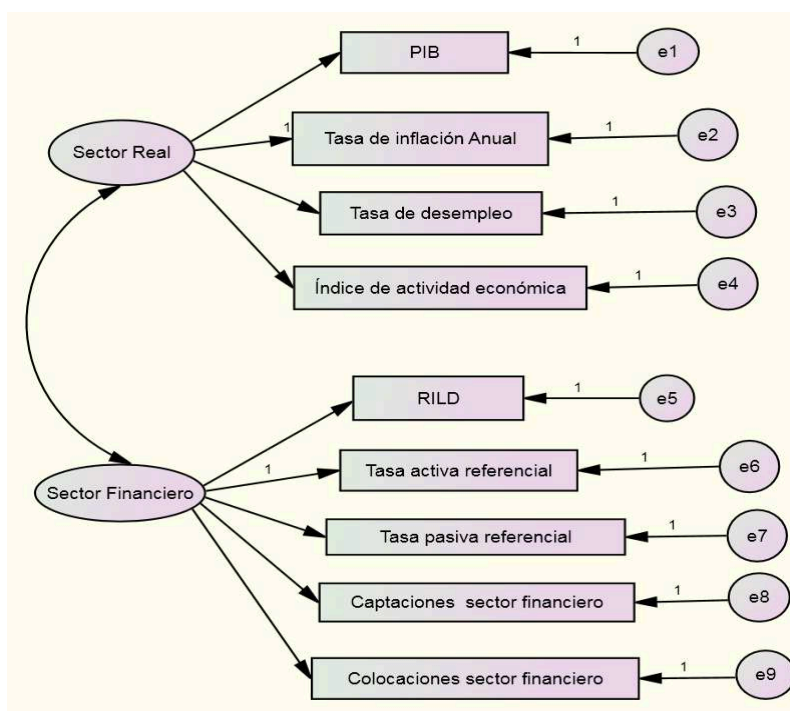 PIB
1
e1
Sector Real
1
Tasa de inflación Anual
1
e2
Tasa de desempleo
1
e3
Índice de actividad económica
1
e4
RILD
1
e5
Sector Financiero
1
Tasa activa referencial
1
e6
Tasa pasiva referencial
1
e7
Captaciones sector financiero
1
e8
Colocaciones sector financiero
1
e9